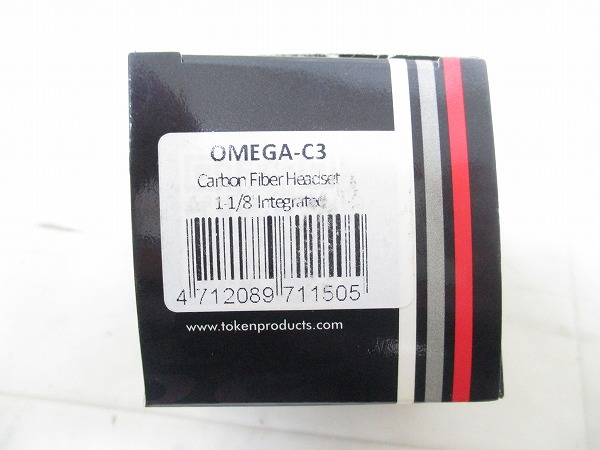 OMEGA-C3
Carbon Fiber Headset
1-1/8 Integrated
4 712089 711505
www.tokenproducts.com